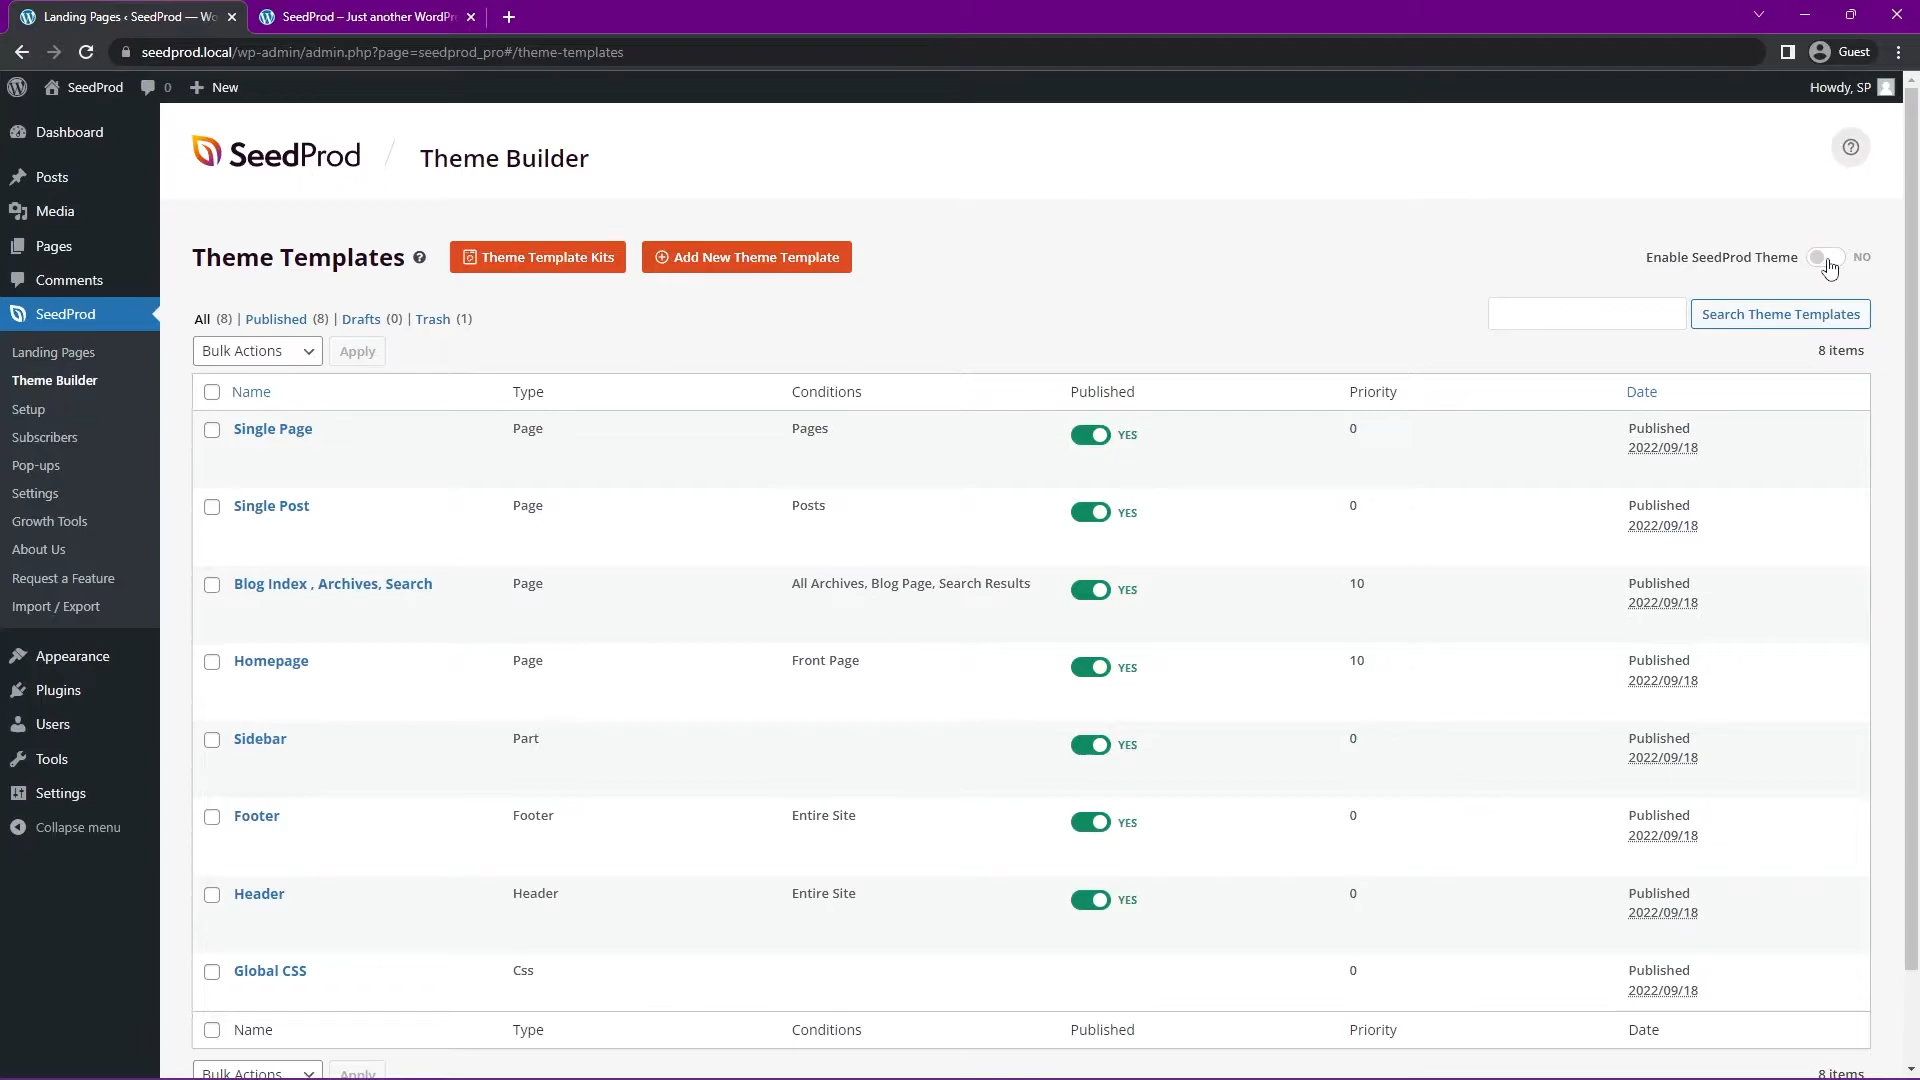 Landing Pages ‹ SeedProd — Wo
SeedProd – Just another WordPr
seedprod.local/wp-admin/admin.php?page=seedprod_pro#/theme-templates
Guest
SeedProd 0 New
Howdy, SP
Dashboard
Posts
Media
Pages
Comments
SeedProd
Landing Pages
Theme Builder
Setup
Subscribers
Pop-ups
Settings
Growth Tools
About Us
Request a Feature
Import / Export
Appearance
Plugins
Users
Tools
Settings
Collapse menu
SeedProd / Theme Builder
Theme Templates Theme Template Kits Add New Theme Template
Enable SeedProd Theme NO
All (8) | Published (8) | Drafts (0) | Trash (1)
Search Theme Templates
Bulk Actions Apply
8 items
Name Type Conditions Published Priority Date
Single Page Page Pages YES 0 Published
2022/09/18
Single Post Page Posts YES 0 Published
2022/09/18
Blog Index , Archives, Search Page All Archives, Blog Page, Search Results YES 10 Published
2022/09/18
Homepage Page Front Page YES 10 Published
2022/09/18
Sidebar Part YES 0 Published
2022/09/18
Footer Footer Entire Site YES 0 Published
2022/09/18
Header Header Entire Site YES 0 Published
2022/09/18
Global CSS Css 0 Published
2022/09/18
Name Type Conditions Published Priority Date
Bulk Actions Apply
8 items